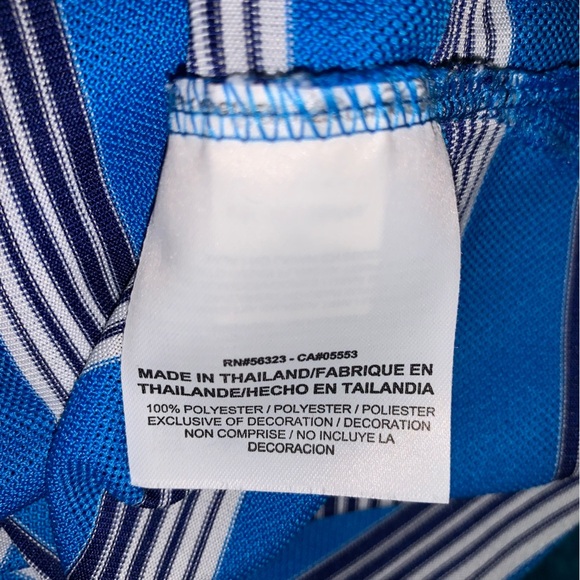 RN#56323 - CA#05553
MADE IN THAILAND/FABRIQUE EN
THAILANDE/HECHO EN TAILANDIA
100% POLYESTER / POLYESTER / POLIESTER
EXCLUSIVE OF DECORATION / DECORATION
NON COMPRISE / NO INCLUYE LA
DECORACION